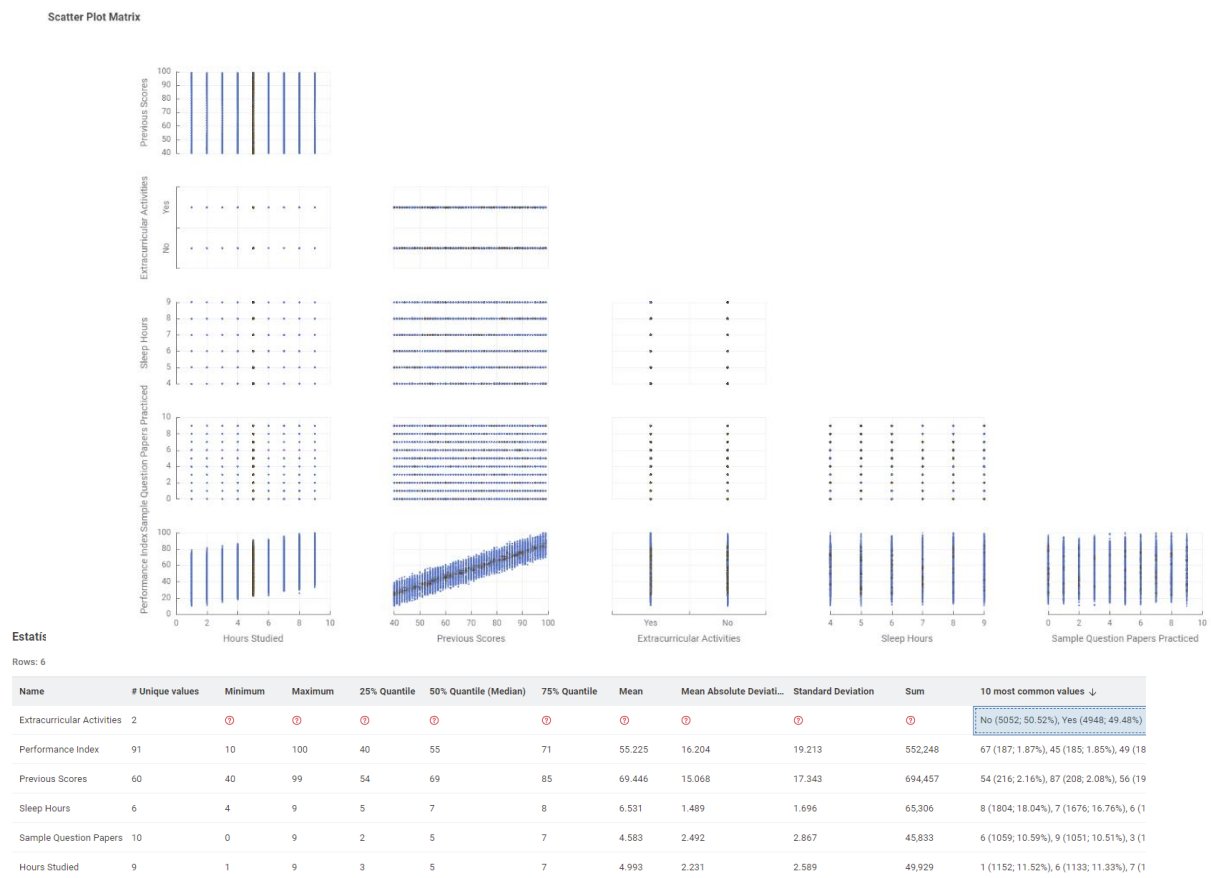 Scatter Plot Matrix
Previous Scores
100
90
80
70
60
50
40
Extracurricular Activities
Yes
No
Sleep Hours
9
8
7
6
5
4
Sample Question Papers Practiced
10
8
6
4
2
0
Performance Index
100
80
60
40
20
0
0 2 4 6 8 10
40 50 60 70 80 90 100
Yes No
4 5 6 7 8 9
0 1 2 3 4 5 6 7 8 9 10
Hours Studied
Previous Scores
Extracurricular Activities
Sleep Hours
Sample Question Papers Practiced
Estatís
Rows: 6
Name # Unique values Minimum Maximum 25% Quantile 50% Quantile (Median) 75% Quantile Mean Mean Absolute Deviati... Standard Deviation Sum 10 most common values ↓
Extracurricular Activities 2 ? ? ? ? ? ? ? ? ? No (5052; 50.52%), Yes (4948; 49.48%)
Performance Index 91 10 100 40 55 71 55.225 16.204 19.213 552,248 67 (187; 1.87%), 45 (185; 1.85%), 49 (18
Previous Scores 60 40 99 54 69 85 69.446 15.068 17.343 694,457 54 (216; 2.16%), 87 (208; 2.08%), 56 (19
Sleep Hours 6 4 9 5 7 8 6.531 1.489 1.696 65,306 8 (1804; 18.04%), 7 (1676; 16.76%), 6 (1
Sample Question Papers 10 0 9 2 5 7 4.583 2.492 2.867 45,833 6 (1059; 10.59%), 9 (1051; 10.51%), 3 (1
Hours Studied 9 1 9 3 5 7 4.993 2.231 2.589 49,929 1 (1152; 11.52%), 6 (1133; 11.33%), 7 (1